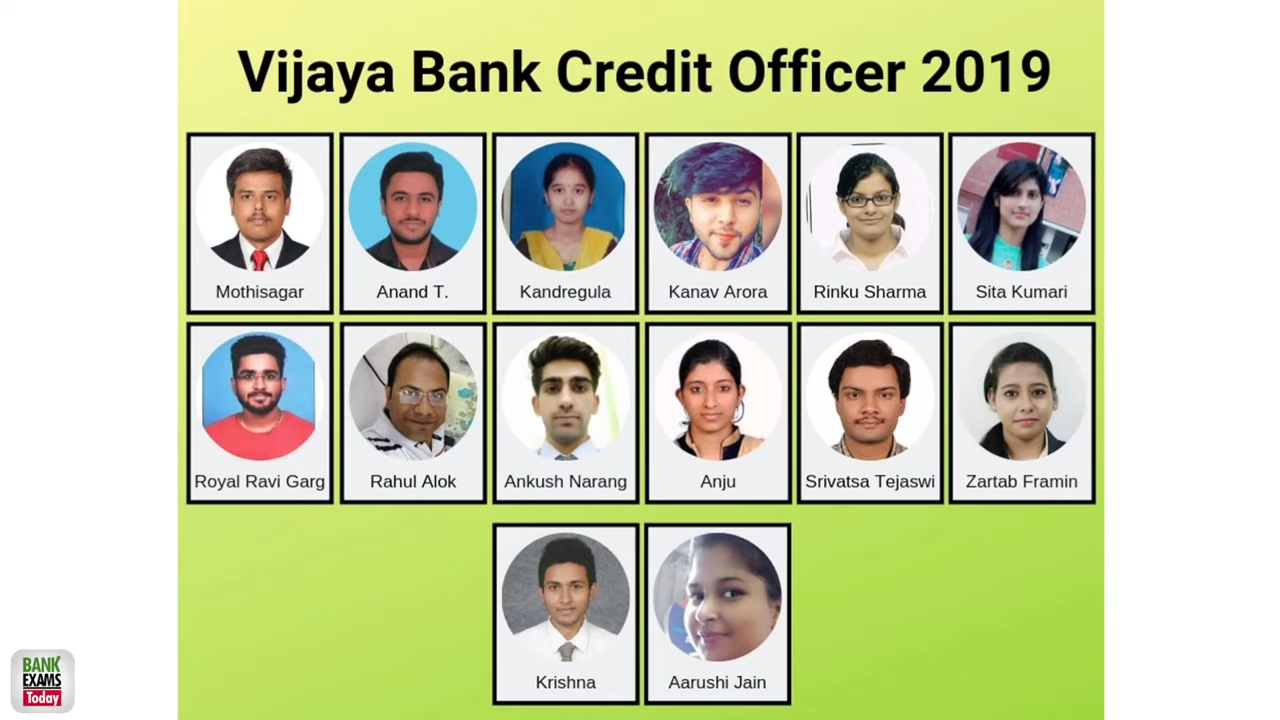 Vijaya Bank Credit Officer 2019
Mothisagar
Anand T.
Kandregula
Kanav Arora
Rinku Sharma
Sita Kumari
Royal Ravi Garg
Rahul Alok
Ankush Narang
Anju
Srivatsa Tejaswi
Zartab Framin
Krishna
Aarushi Jain
BANK
EXAMS
Today